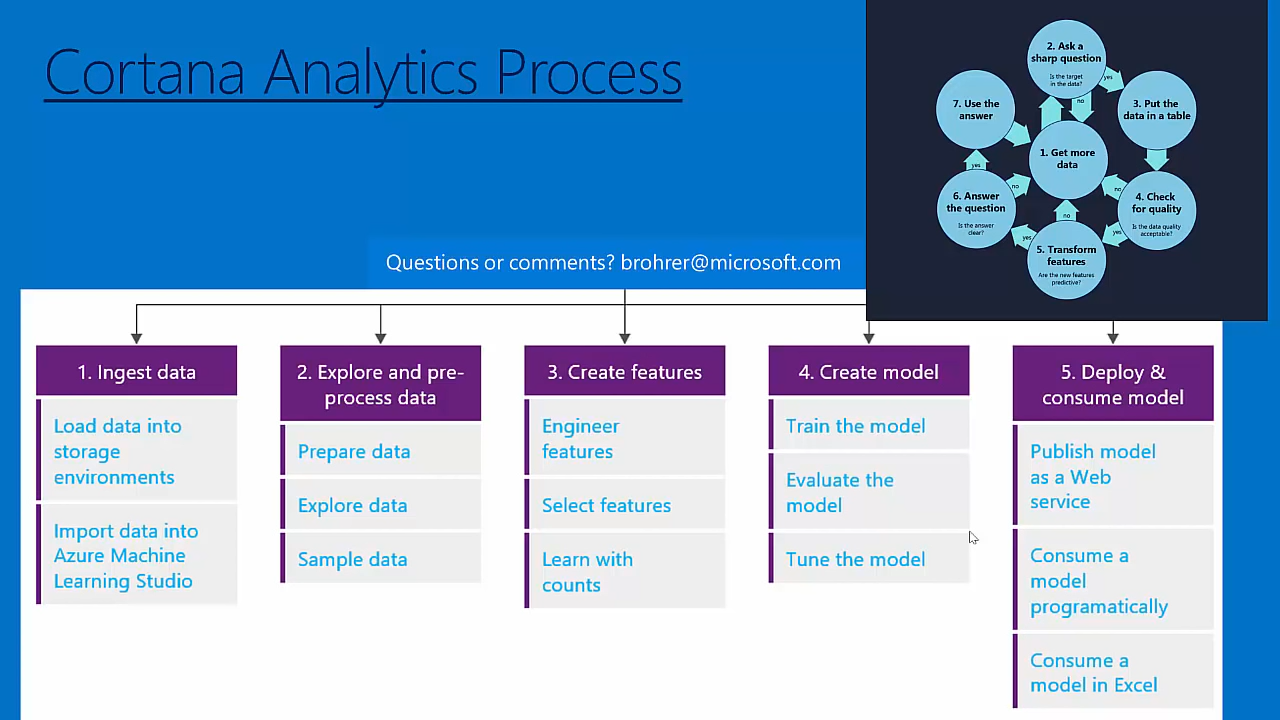 Cortana Analytics Process
2. Ask a
sharp question
Is the target
in the data?
yes
no
7. Use the
answer
3. Put the
data in a table
1. Get more
data
yes
no
no
6. Answer
the question
Is the answer
clear?
4. Check
for quality
Is the data quality
acceptable?
no
yes
yes
5. Transform
features
Are the new features
predictive?
Questions or comments? brohrer@microsoft.com
1. Ingest data
Load data into
storage
environments
Import data into
Azure Machine
Learning Studio
2. Explore and pre-
process data
Prepare data
Explore data
Sample data
3. Create features
Engineer
features
Select features
Learn with
counts
4. Create model
Train the model
Evaluate the
model
Tune the model
5. Deploy &
consume model
Publish model
as a Web
service
Consume a
model
programatically
Consume a
model in Excel